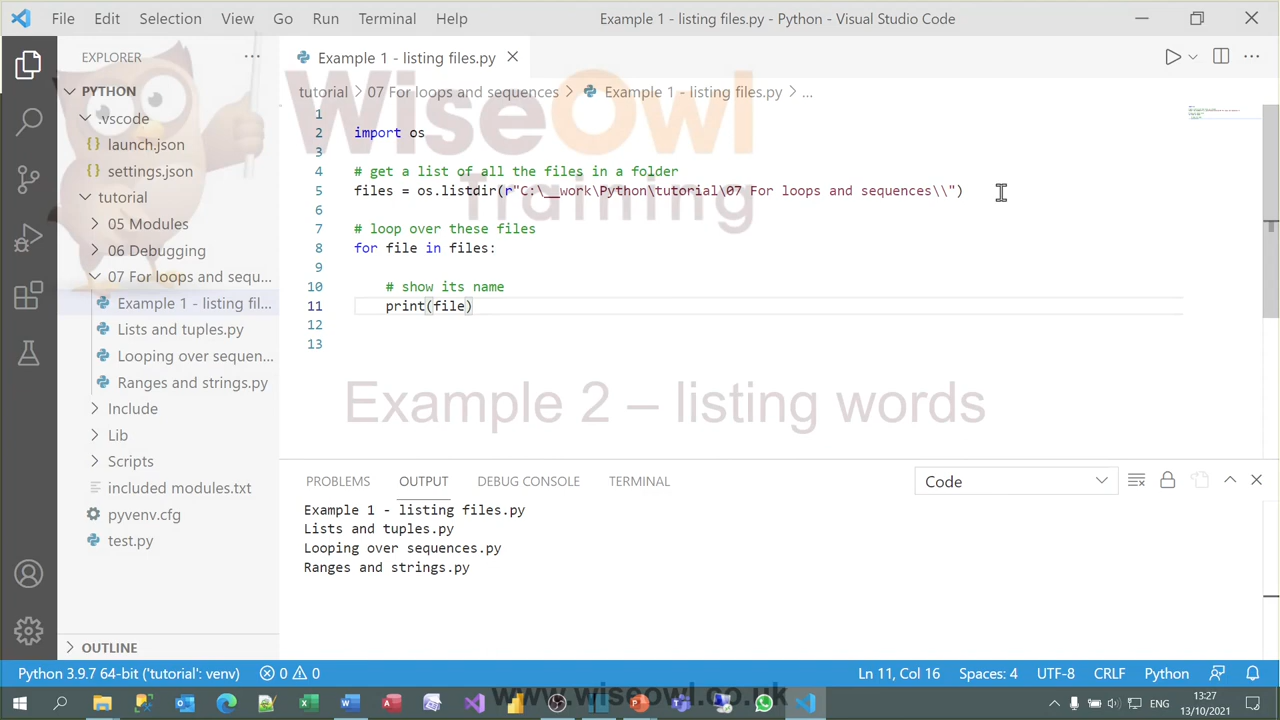 File Edit Selection View Go Run Terminal Help
Example 1 - listing files.py - Python - Visual Studio Code
EXPLORER
PYTHON
.vscode
launch.json
settings.json
tutorial
05 Modules
06 Debugging
07 For loops and sequ...
Example 1 - listing fil...
Lists and tuples.py
Looping over sequen...
Ranges and strings.py
Include
Lib
Scripts
included modules.txt
pyvenv.cfg
test.py
OUTLINE
Example 1 - listing files.py
tutorial > 07 For loops and sequences > Example 1 - listing files.py > ...
WiseOwl
Training
1
2 import os
3
4 # get a list of all the files in a folder
5 files = os.listdir(r"C:\__work\Python\tutorial\07 For loops and sequences\\")
6
7 # loop over these files
8 for file in files:
9
10 # show its name
11 print(file)
12
13
Example 2 – listing words
PROBLEMS OUTPUT DEBUG CONSOLE TERMINAL
Code
Example 1 - listing files.py
Lists and tuples.py
Looping over sequences.py
Ranges and strings.py
Python 3.9.7 64-bit ('tutorial': venv) 0 0
Ln 11, Col 16 Spaces: 4 UTF-8 CRLF Python
www.wiseowl.co.uk
ENG
13:27
13/10/2021